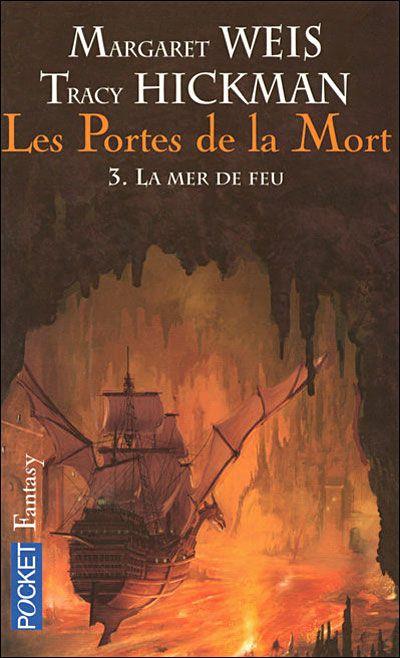 MARGARET WEIS
TRACY HICKMAN
Les Portes de la Mort
3. LA MER DE FEU
POCKET Fantasy